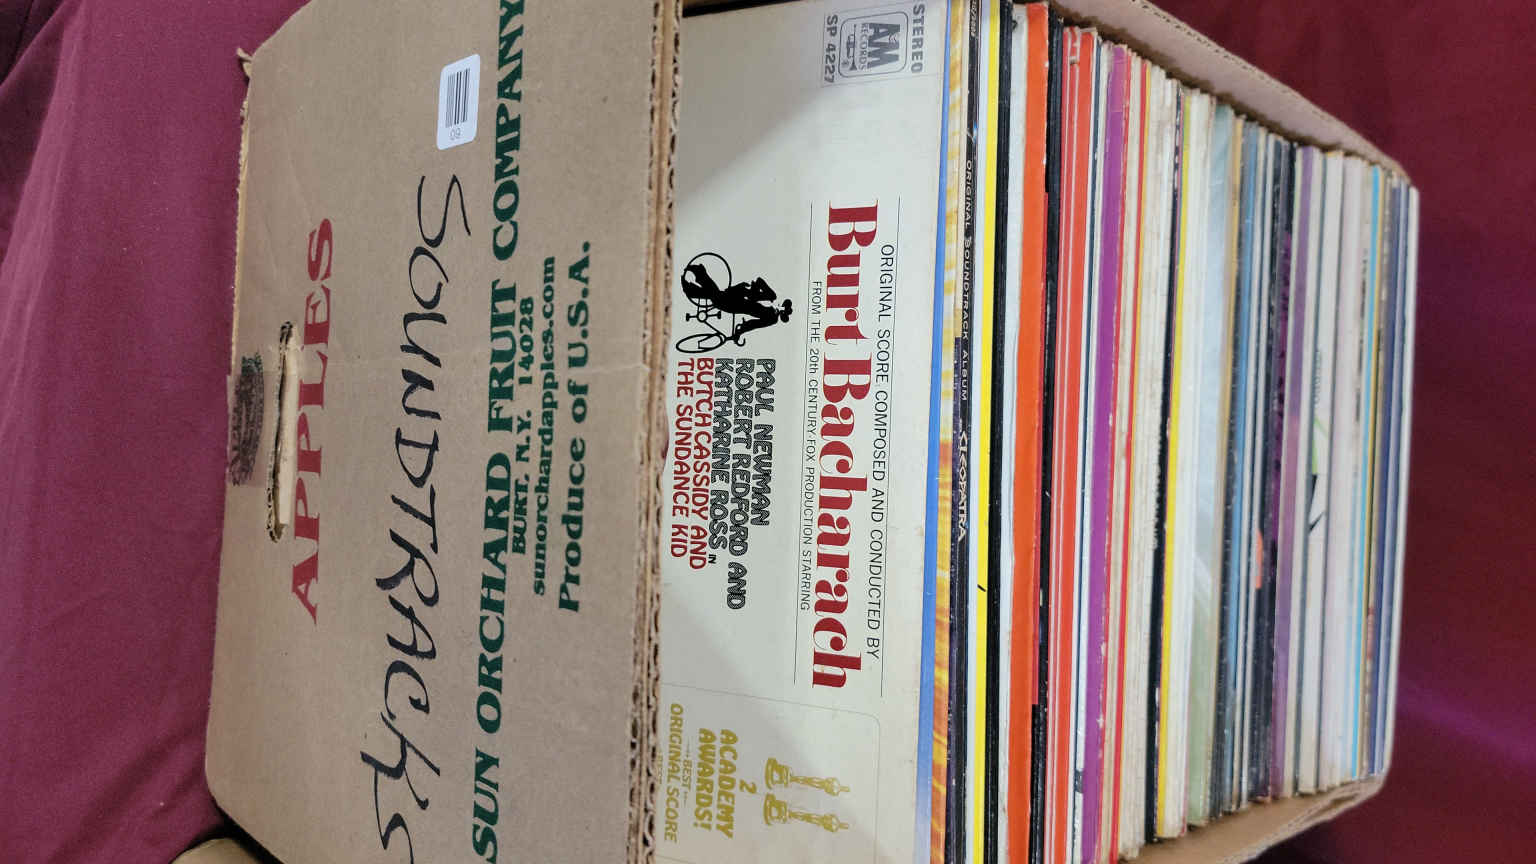 STEREO
AM
RECORDS
SP 4227
ORIGINAL SCORE COMPOSED AND CONDUCTED BY
Burt Bacharach
FROM THE 20th CENTURY-FOX PRODUCTION STARRING
PAUL NEWMAN
ROBERT REDFORD AND
KATHARINE ROSS IN
BUTCH CASSIDY AND
THE SUNDANCE KID
2
ACADEMY
AWARDS!
BEST
ORIGINAL SCORE
ORIGINAL SOUNDTRACK ALBUM CLEOPATRA
APPLES
SOUNDTRACKS
SUN ORCHARD FRUIT COMPANY
BURT, N.Y. 14028
sunorchardapples.com
Produce of U.S.A.
60